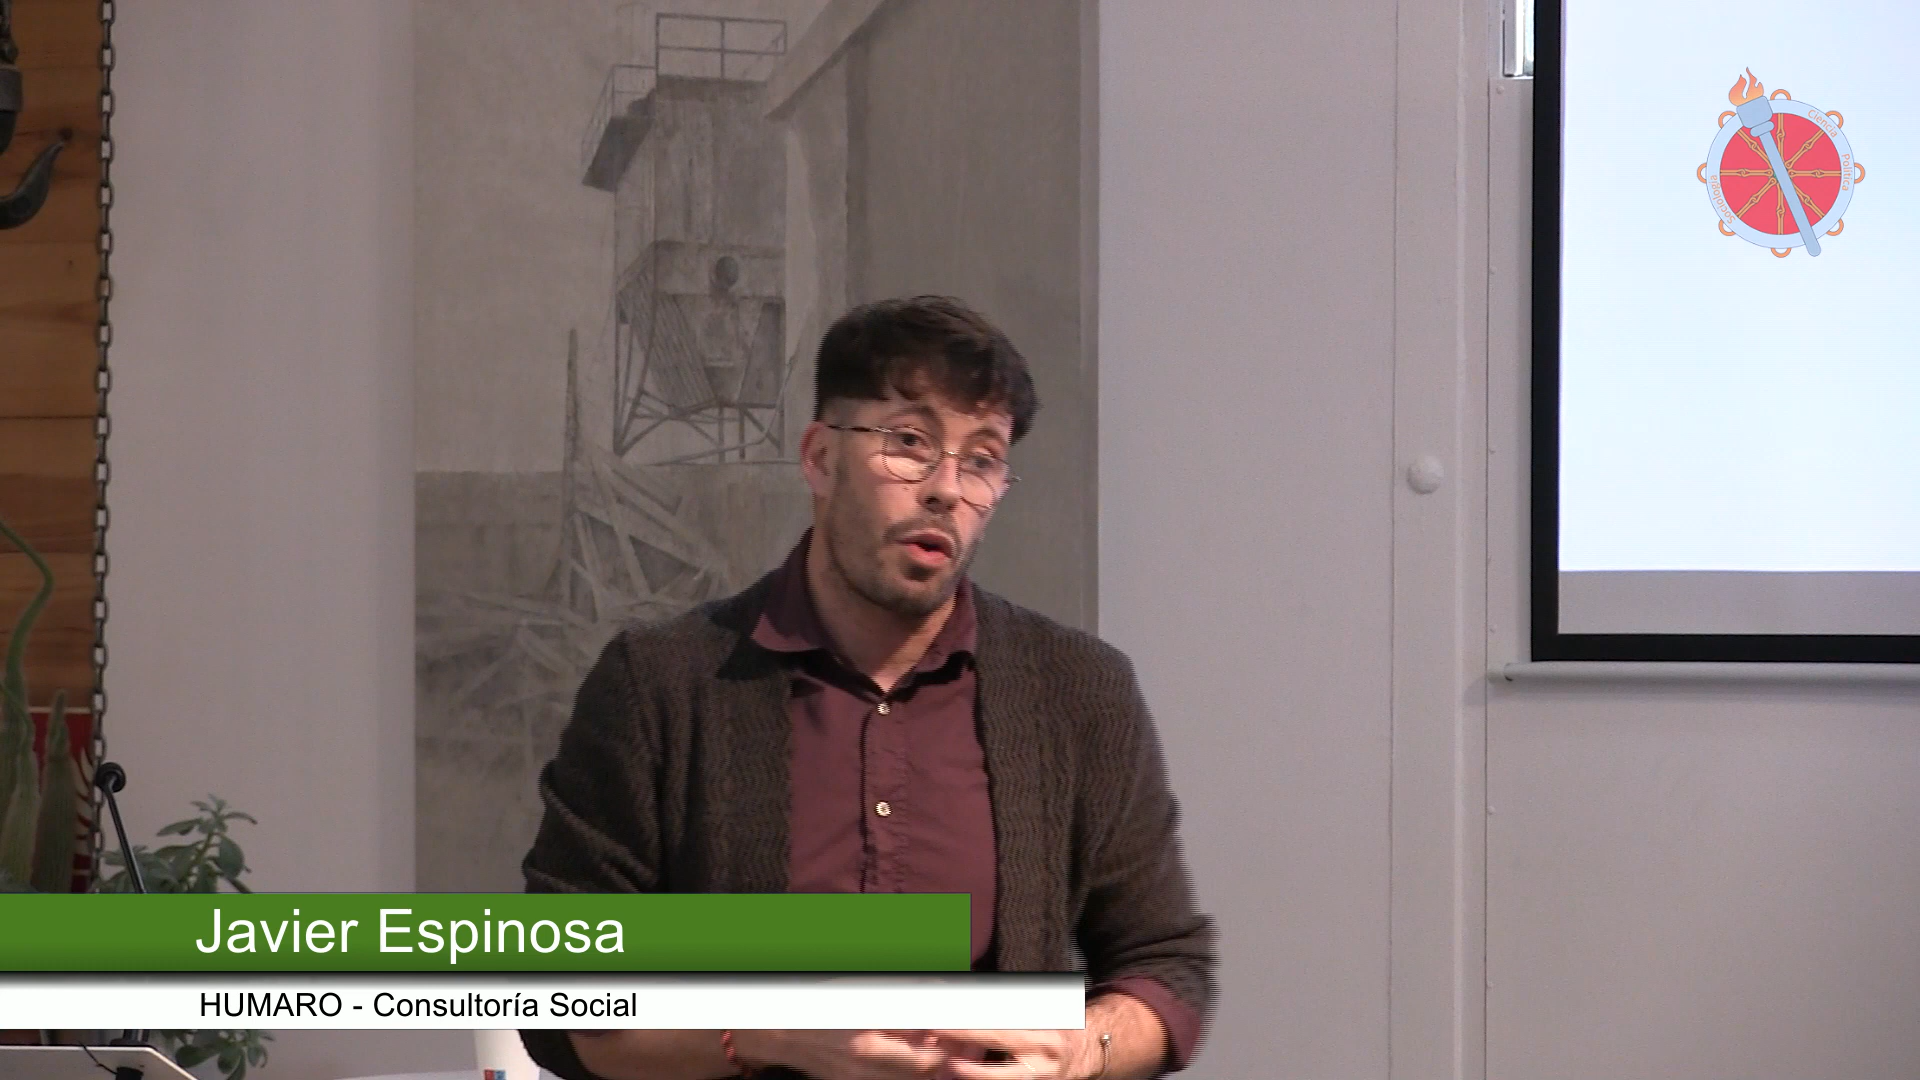 Ciencia
Política
Sociología
Javier Espinosa
HUMARO - Consultoría Social